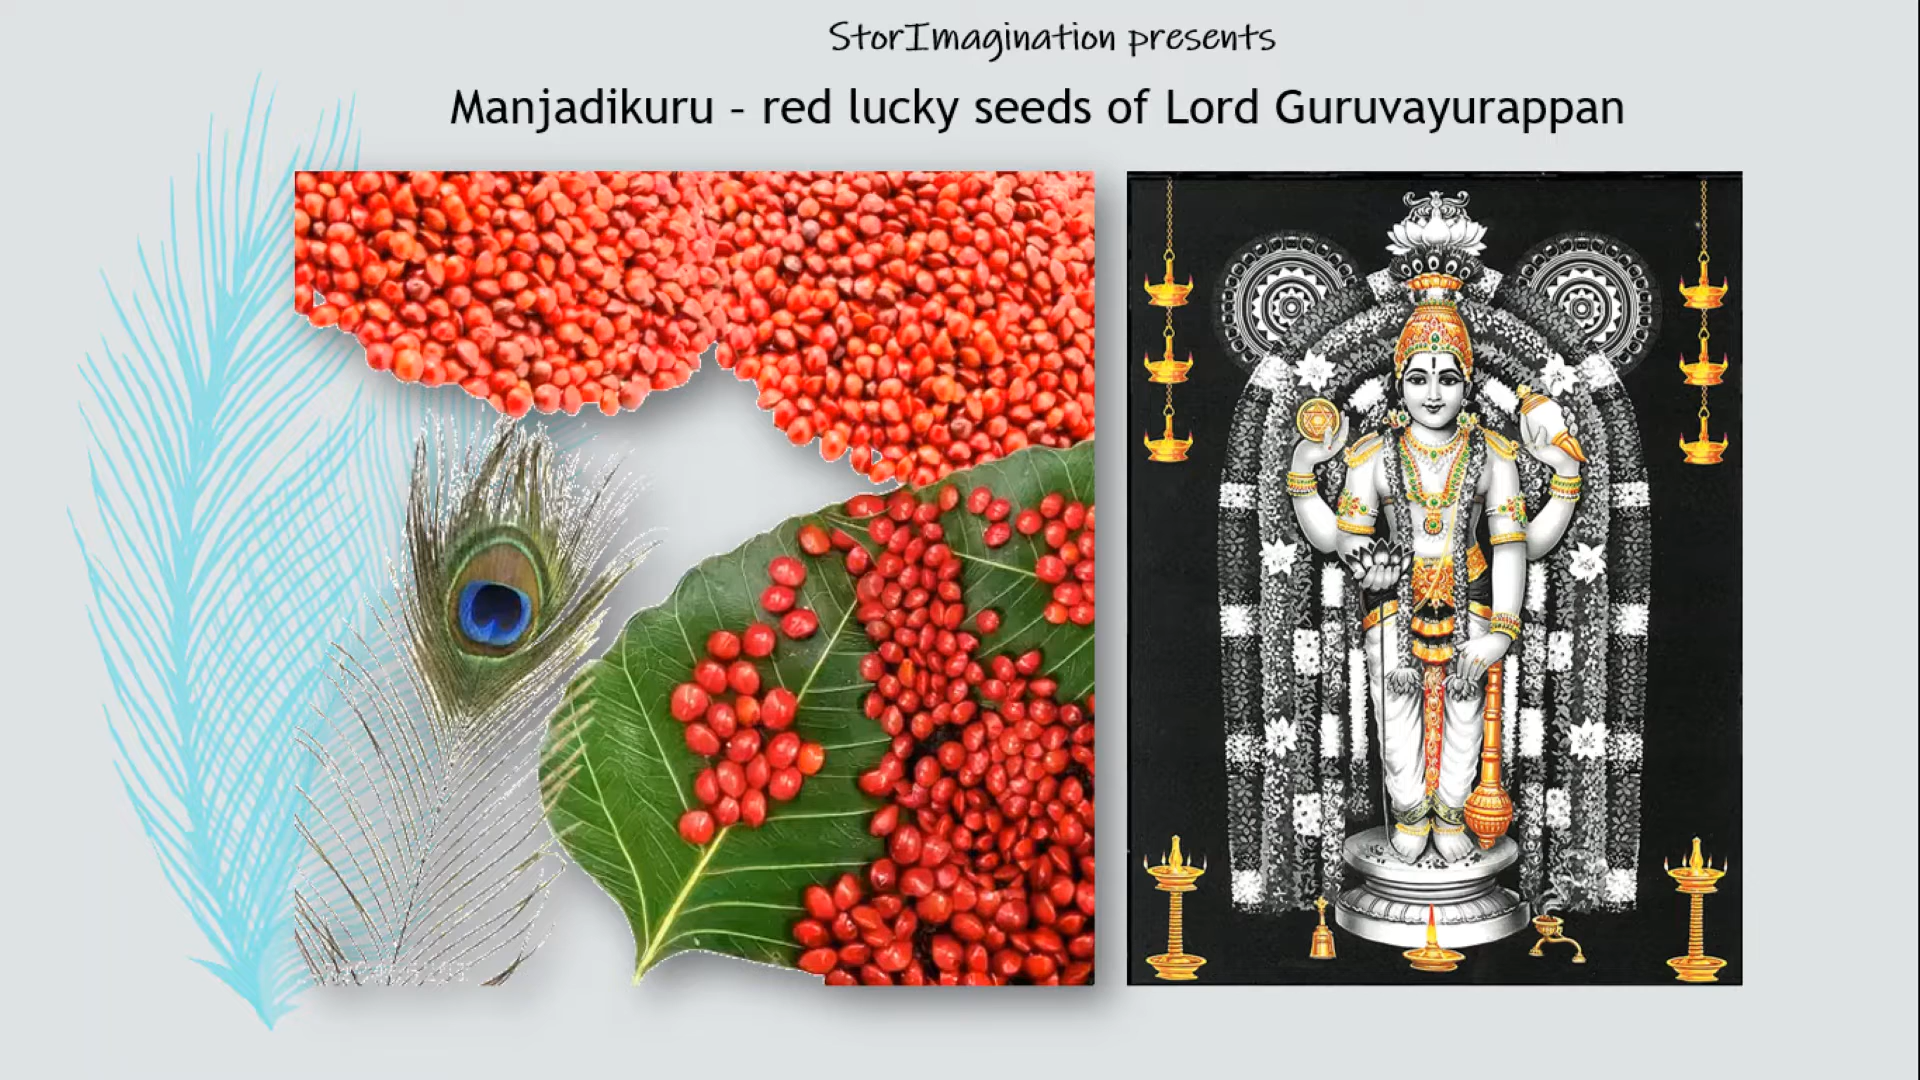 StorImagination presents
Manjadikuru – red lucky seeds of Lord Guruvayurappan